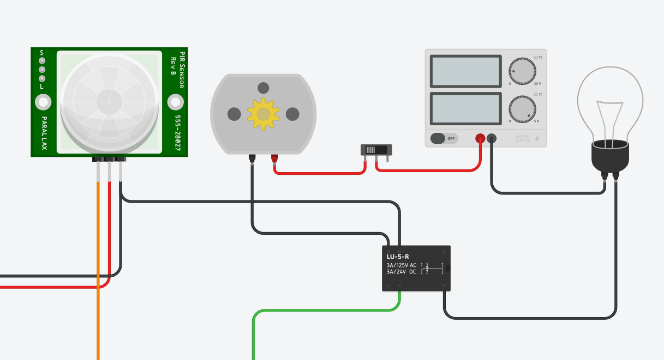 S
L
PIR SENSOR
REV B
PARALLAX
555-28027
OFF
LU-5-R
3A/125V AC
3A/24V DC